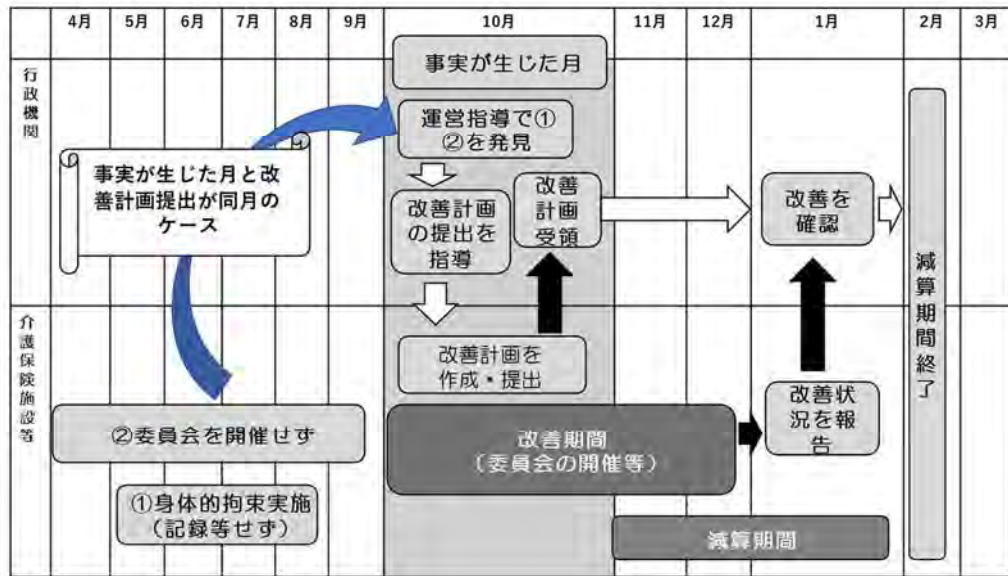 4月 5月 6月 7月 8月 9月 10月 11月 12月 1月 2月 3月
行政機関
事実が生じた月
運営指導で①
②を発見
事実が生じた月と改
善計画提出が同月の
ケース
改善計画
の提出を
指導
改善
計画
受領
改善を
確認
減算期間終了
介護保険施設等
改善計画を
作成・提出
②委員会を開催せず
改善期間
(委員会の開催等)
改善状
況を報
告
①身体的拘束実施
(記録等せず)
減算期間